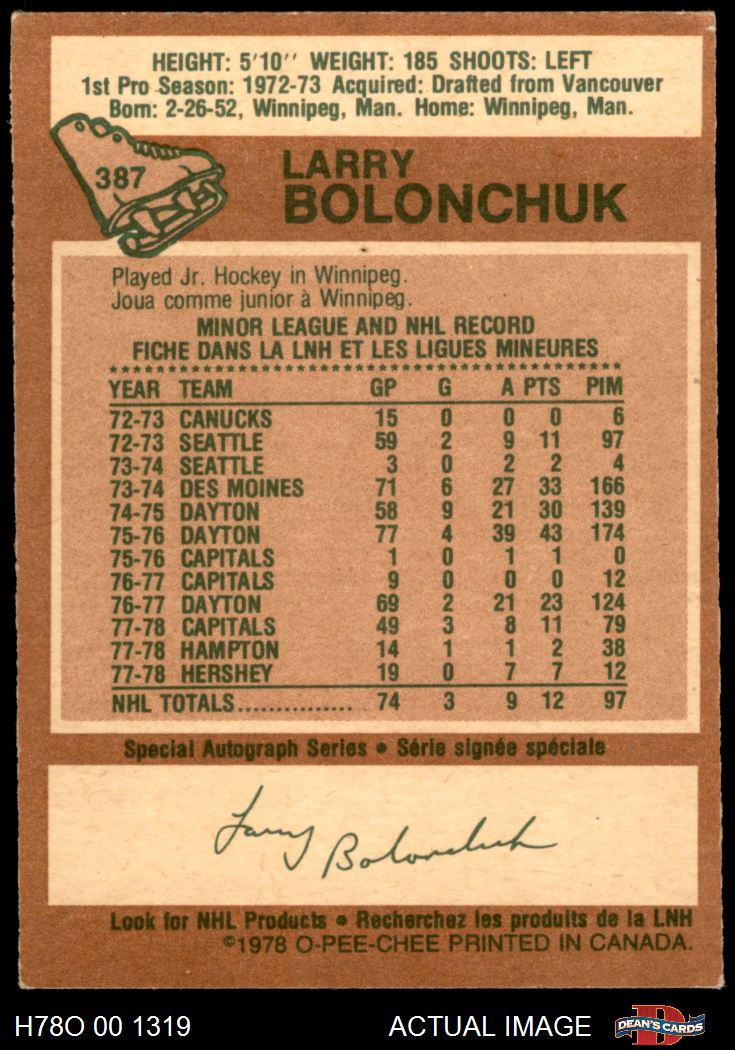 HEIGHT: 5'10" WEIGHT: 185 SHOOTS: LEFT
1st Pro Season: 1972-73 Acquired: Drafted from Vancouver
Born: 2-26-52, Winnipeg, Man. Home: Winnipeg, Man.
387
LARRY
BOLONCHUK
Played Jr. Hockey in Winnipeg.
Joua comme junior à Winnipeg.
MINOR LEAGUE AND NHL RECORD
FICHE DANS LA LNH ET LES LIGUES MINEURES
YEAR TEAM GP G A PTS PIM
72-73 CANUCKS 15 0 0 0 6
72-73 SEATTLE 59 2 9 11 97
73-74 SEATTLE 3 0 2 2 4
73-74 DES MOINES 71 6 27 33 166
74-75 DAYTON 58 9 21 30 139
75-76 DAYTON 77 4 39 43 174
75-76 CAPITALS 1 0 1 1 0
76-77 CAPITALS 9 0 0 0 12
76-77 DAYTON 69 2 21 23 124
77-78 CAPITALS 49 3 8 11 79
77-78 HAMPTON 14 1 1 2 38
77-78 HERSHEY 19 0 7 7 12
NHL TOTALS................ 74 3 9 12 97
Special Autograph Series • Série signée spéciale
Larry Bolonchuk
Look for NHL Products • Recherchez les produits de la LNH
©1978 O-PEE-CHEE PRINTED IN CANADA.
H78O 00 1319 ACTUAL IMAGE D DEAN'S CARDS